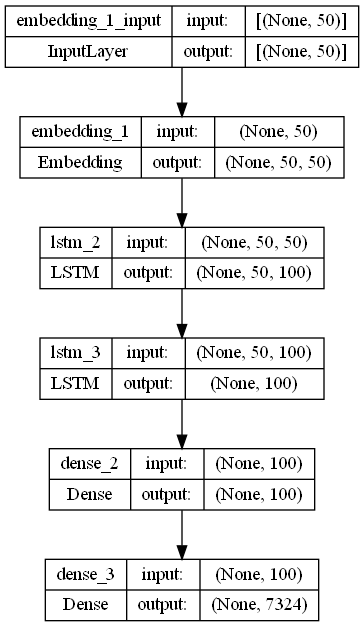 embedding_1_input input: [(None, 50)]
InputLayer output: [(None, 50)]
embedding_1 input: (None, 50)
Embedding output: (None, 50, 50)
lstm_2 input: (None, 50, 50)
LSTM output: (None, 50, 100)
lstm_3 input: (None, 50, 100)
LSTM output: (None, 100)
dense_2 input: (None, 100)
Dense output: (None, 100)
dense_3 input: (None, 100)
Dense output: (None, 7324)